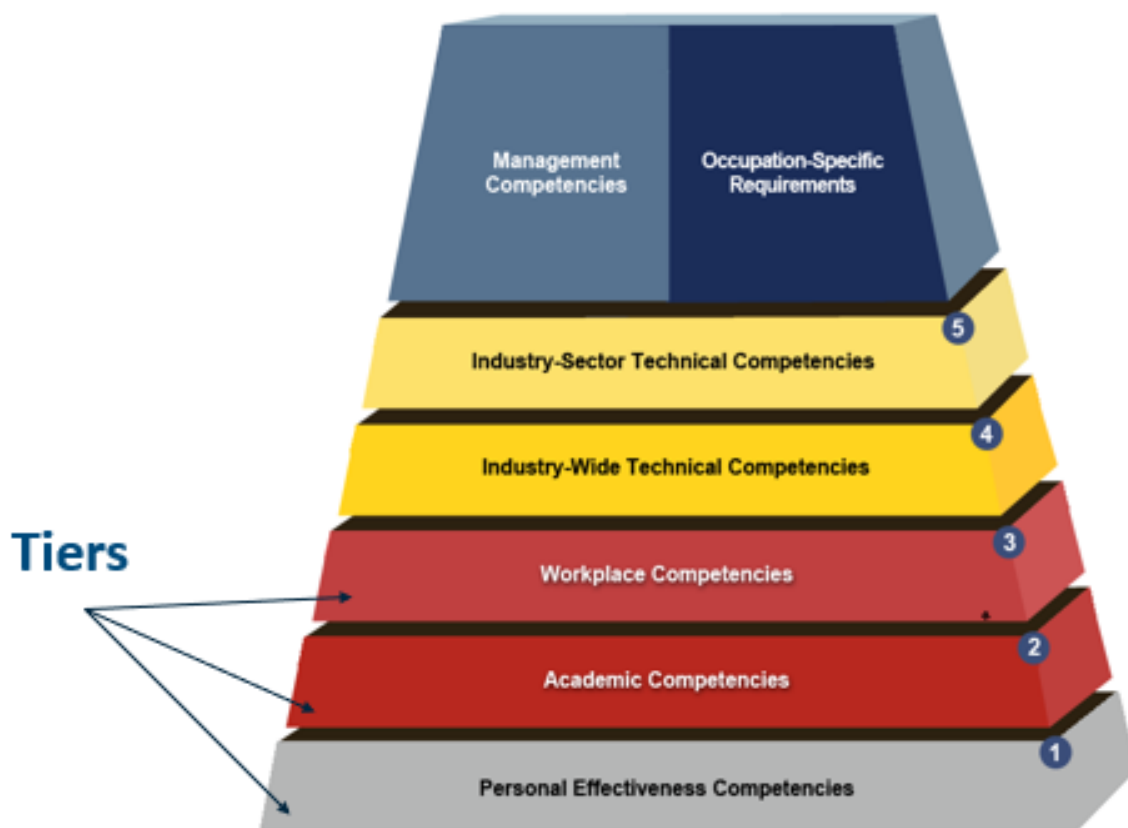 Management
Competencies
Occupation-Specific
Requirements
5
Industry-Sector Technical Competencies
4
Industry-Wide Technical Competencies
3
Tiers
Workplace Competencies
2
Academic Competencies
1
Personal Effectiveness Competencies